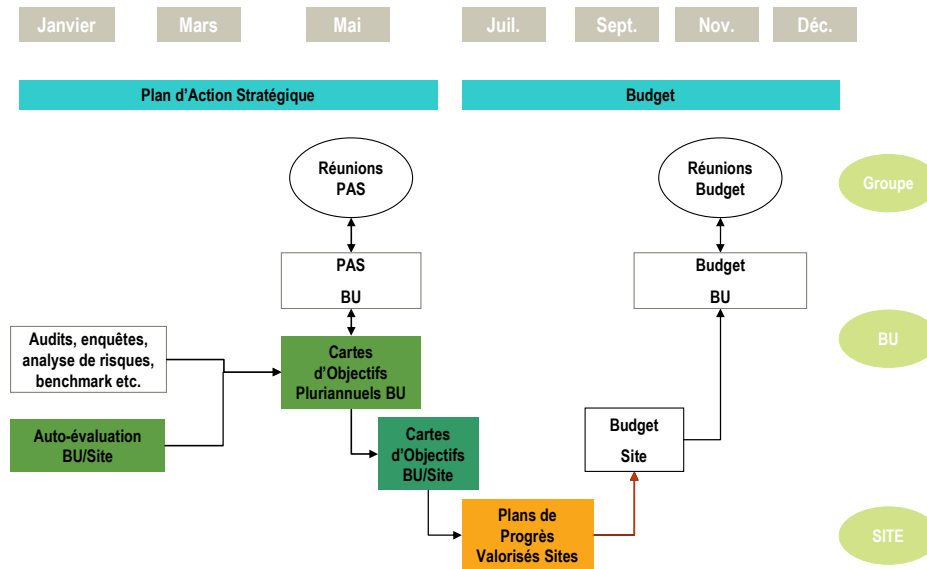 Janvier
Mars
Mai
Juil.
Sept.
Nov.
Déc.
Plan d'Action Stratégique
Budget
Réunions
PAS
Réunions
Budget
Groupe
PAS
BU
Budget
BU
Audits, enquêtes,
analyse de risques,
benchmark etc.
Cartes
d'Objectifs
Pluriannuels BU
BU
Auto-évaluation
BU/Site
Cartes
d'Objectifs
BU/Site
Budget
Site
Plans de
Progrès
Valorisés Sites
SITE